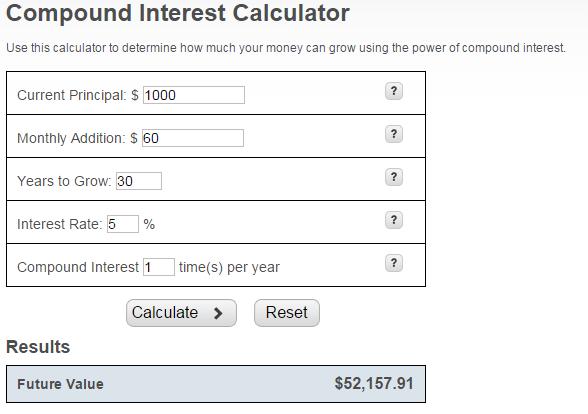 Compound Interest Calculator
Use this calculator to determine how much your money can grow using the power of compound interest.
Current Principal: $ 1000 ?
Monthly Addition: $ 60 ?
Years to Grow: 30 ?
Interest Rate: 5 % ?
Compound Interest 1 time(s) per year ?
Calculate > Reset
Results
Future Value $52,157.91